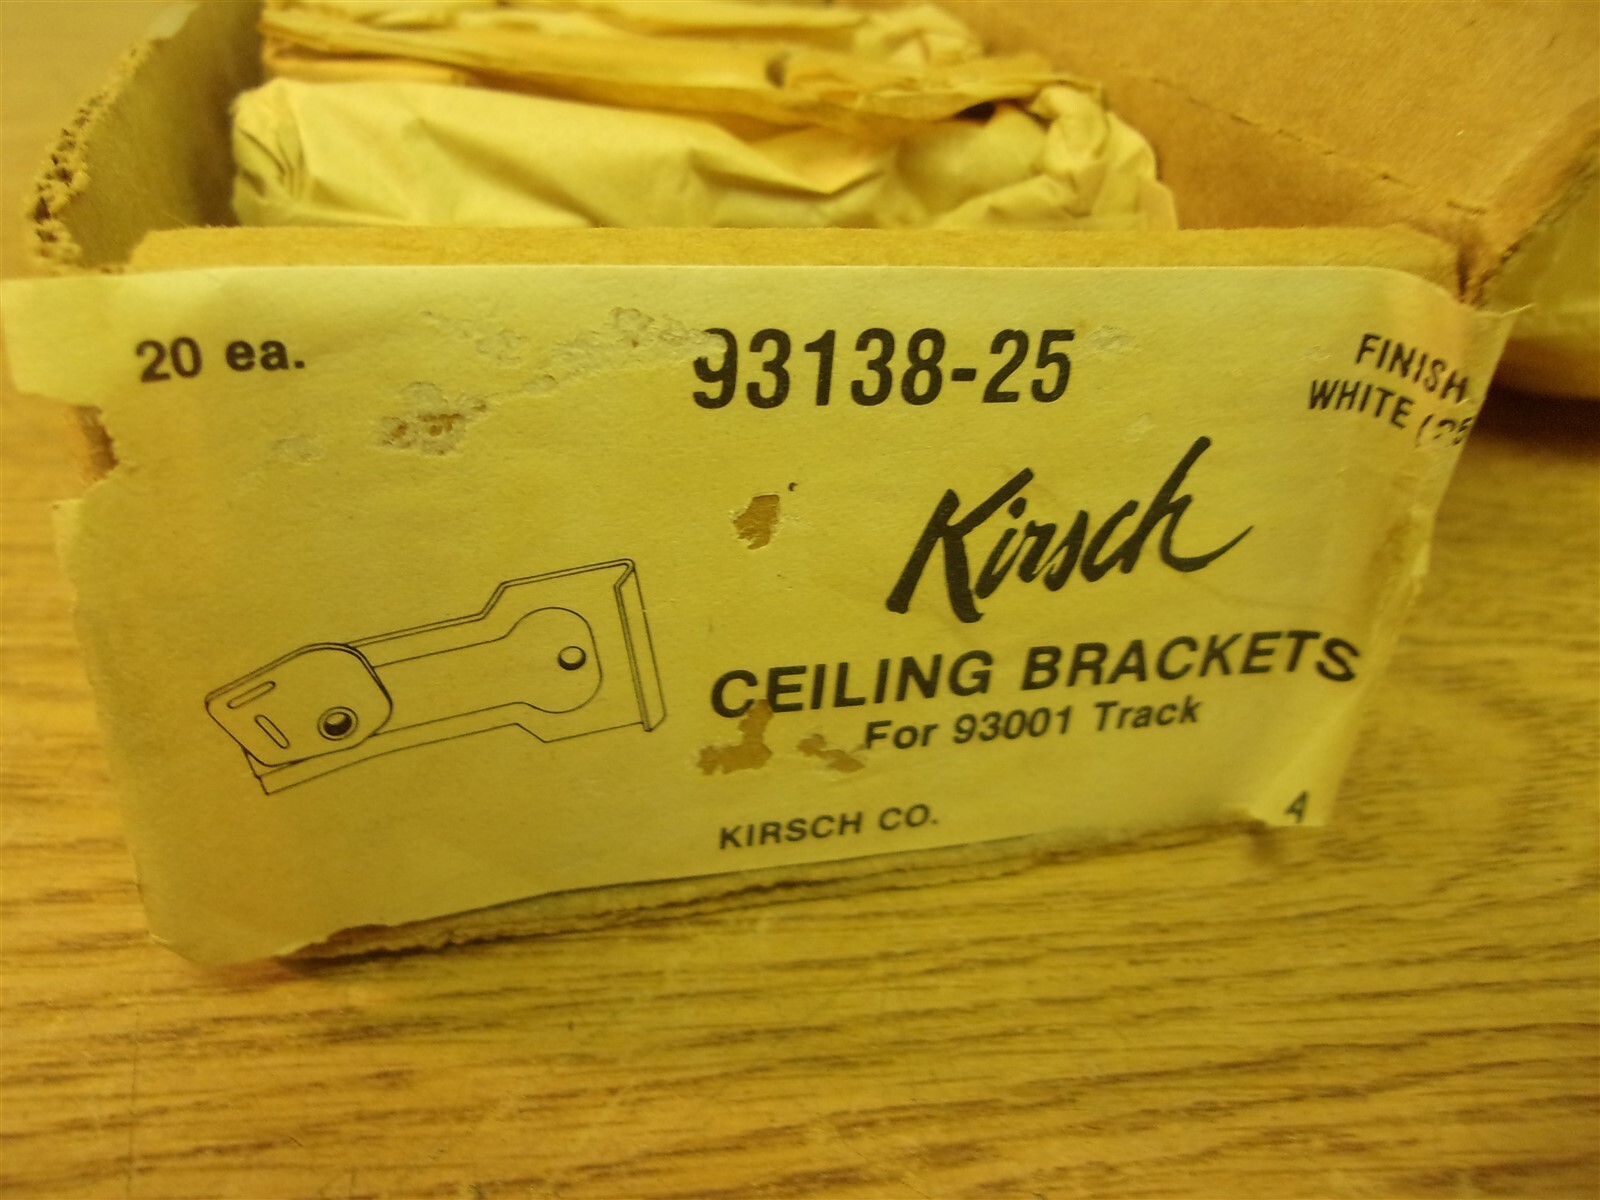 20 ea.
93138-25
FINISH
WHITE
Kirsch
CEILING BRACKETS
For 93001 Track
KIRSCH CO.
4